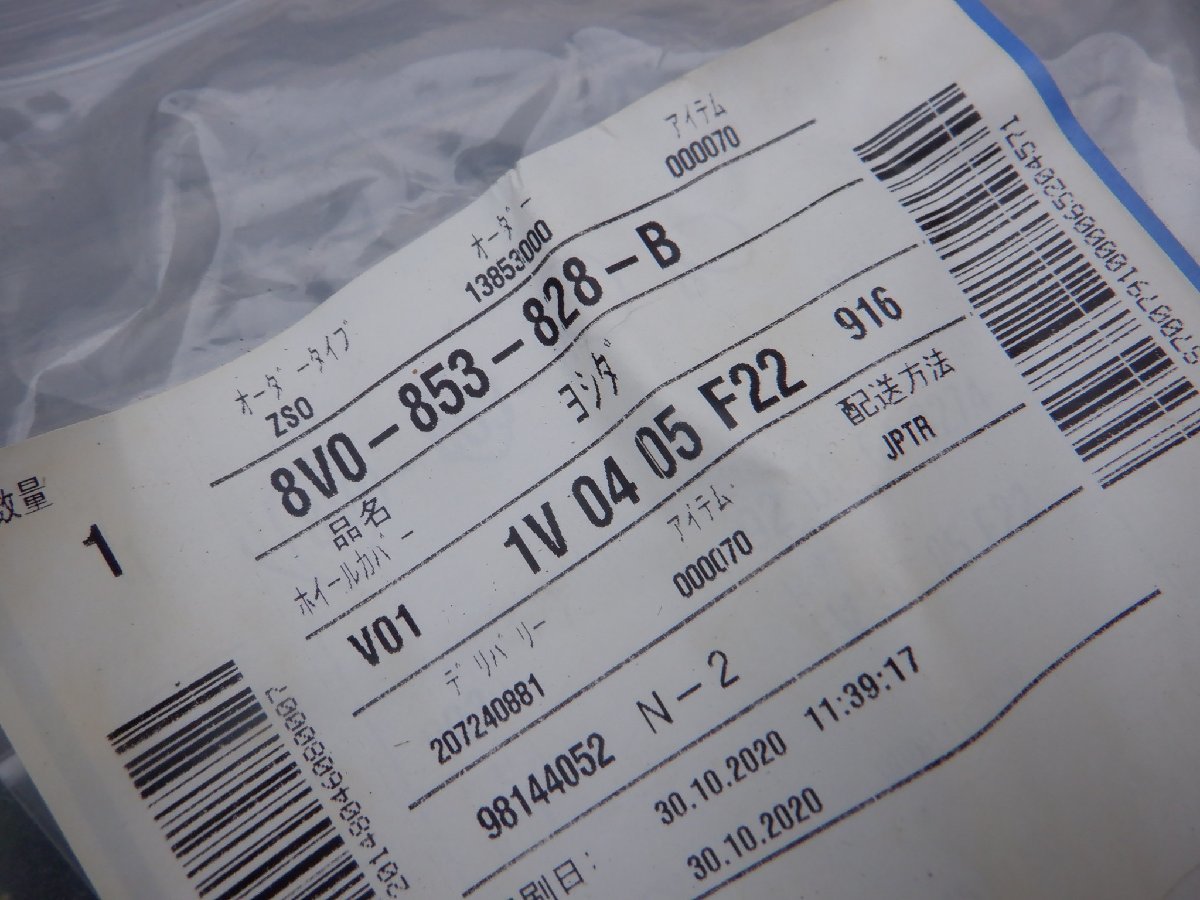 オーダータイプ オーダー アイテム
ZSO 13853000 000070
8V0-853-828-B
数量 品名 ヨシダ
1 ホイールカバー
V01 1V 04 05 F22 916
デリバリー アイテム 配送方法
207240881 000070 JPTR
98144052 N-2
30.10.2020 11:39:17
刷日: 30.10.2020